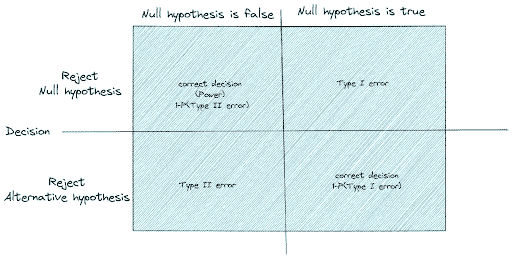 Null hypothesis is false
Null hypothesis is true
Reject
Null hypothesis
correct decision
(Power)
1-P(Type II error)
Type I error
Decision
Reject
Alternative hypothesis
Type II error
correct decision
1-P(Type I error)